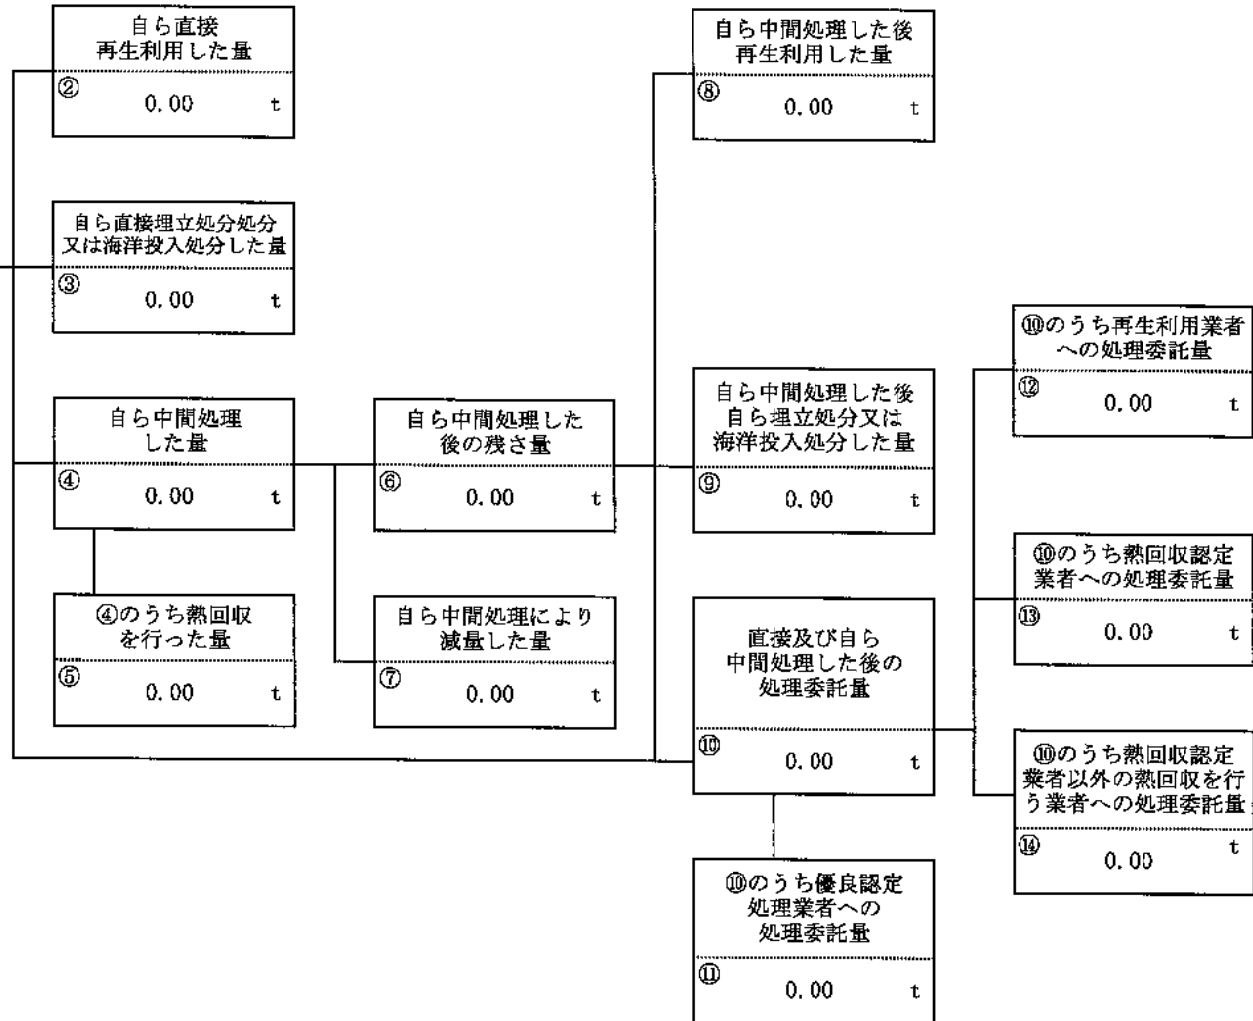 自ら直接
再生利用した量
②
0.00 t
自ら直接埋立処分処分
又は海洋投入処分した量
③
0.00 t
自ら中間処理
した量
④
0.00 t
④のうち熱回収
を行った量
⑤
0.00 t
自ら中間処理した
後の残さ量
⑥
0.00 t
自ら中間処理により
減量した量
⑦
0.00 t
自ら中間処理した後
再生利用した量
⑧
0.00 t
自ら中間処理した後
自ら埋立処分又は
海洋投入処分した量
⑨
0.00 t
直接及び自ら
中間処理した後の
処理委託量
⑩
0.00 t
⑩のうち優良認定
処理業者への
処理委託量
⑪
0.00 t
⑩のうち再生利用業者
への処理委託量
⑫
0.00 t
⑩のうち熱回収認定
業者への処理委託量
⑬
0.00 t
⑩のうち熱回収認定
業者以外の熱回収を行
う業者への処理委託量
⑭
0.00 t